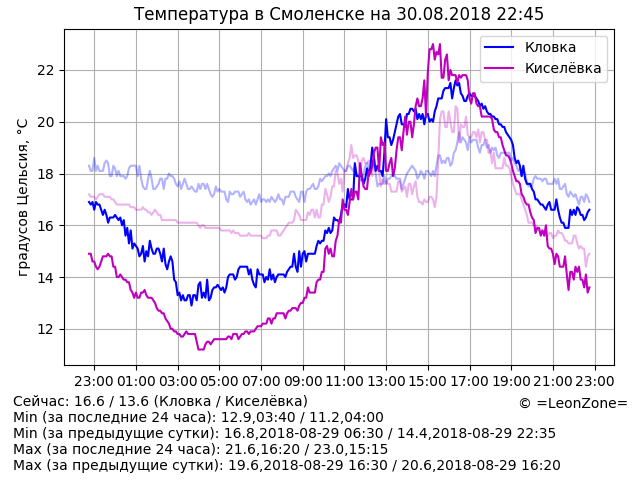 Температура в Смоленске на 30.08.2018 22:45
Кловка
Киселёвка
градусов Цельсия, °C
22
20
18
16
14
12
23:00 01:00 03:00 05:00 07:00 09:00 11:00 13:00 15:00 17:00 19:00 21:00 23:00
Сейчас: 16.6 / 13.6 (Кловка / Киселёвка)
© =LeonZone=
Min (за последние 24 часа): 12.9,03:40 / 11.2,04:00
Min (за предыдущие сутки): 16.8,2018-08-29 06:30 / 14.4,2018-08-29 22:35
Max (за последние 24 часа): 21.6,16:20 / 23.0,15:15
Max (за предыдущие сутки): 19.6,2018-08-29 16:30 / 20.6,2018-08-29 16:20